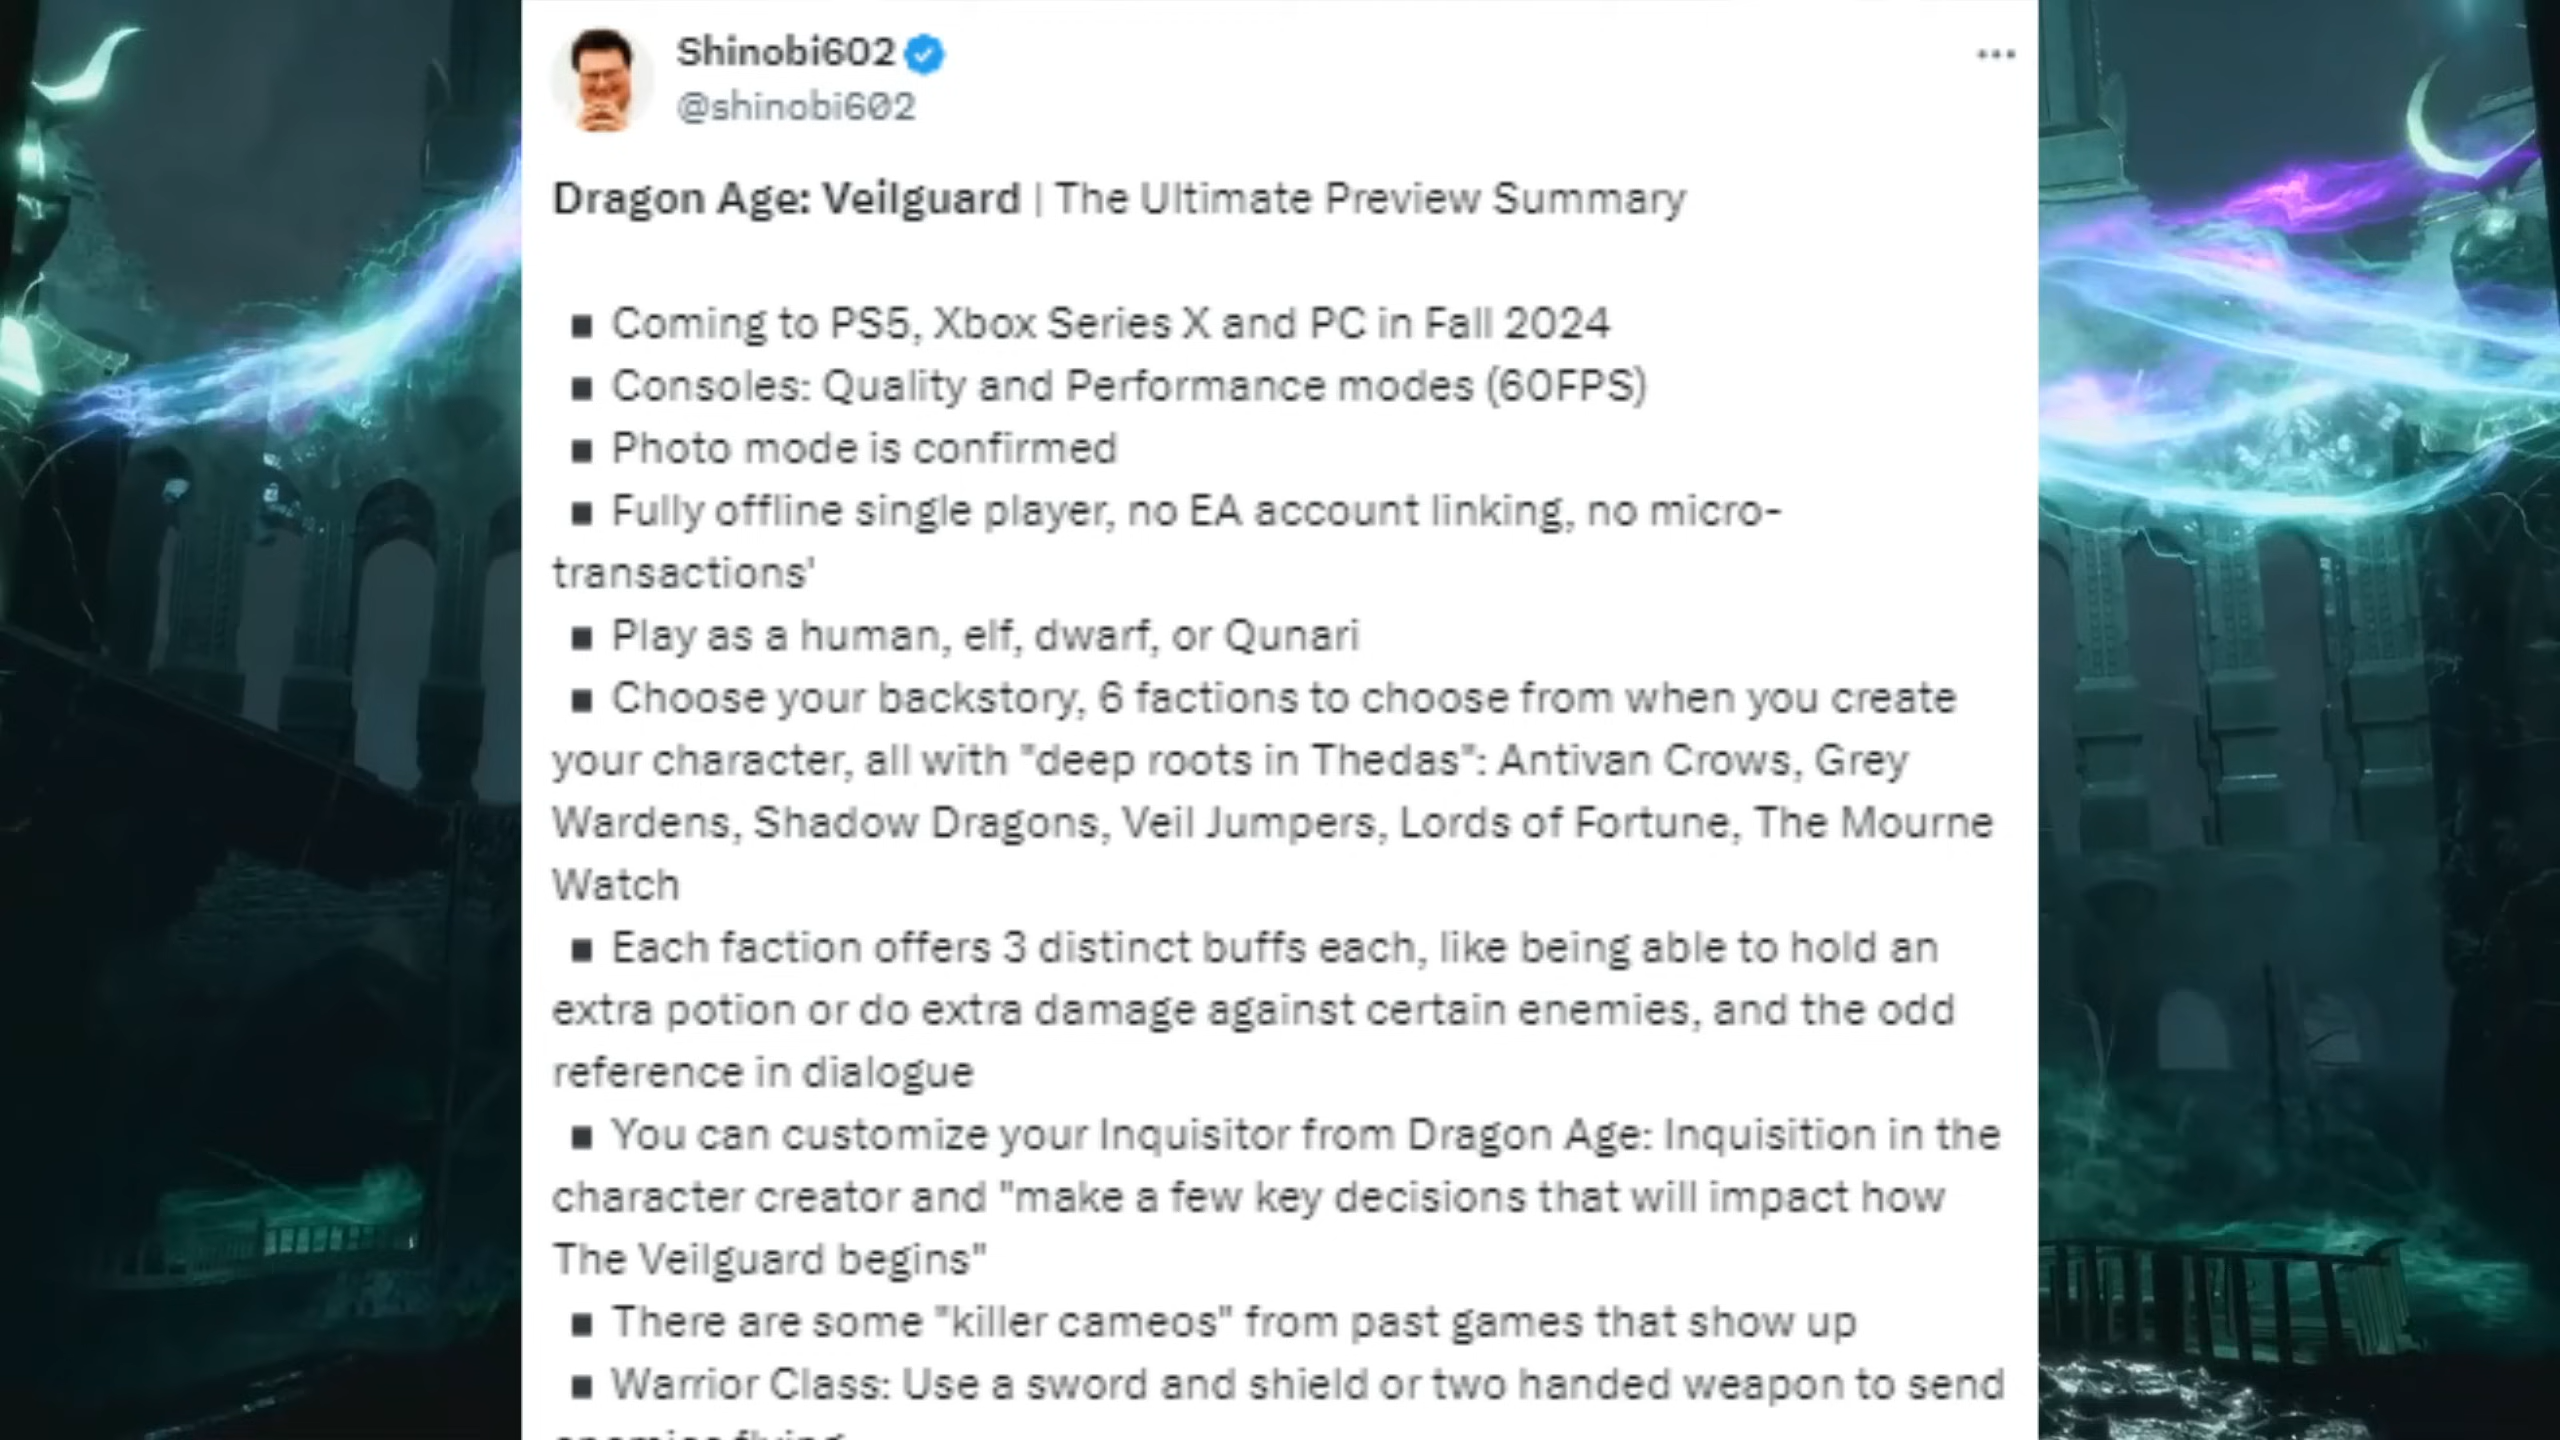 Shinobi602
@shinobi602
Dragon Age: Veilguard | The Ultimate Preview Summary
▪ Coming to PS5, Xbox Series X and PC in Fall 2024
▪ Consoles: Quality and Performance modes (60FPS)
▪ Photo mode is confirmed
▪ Fully offline single player, no EA account linking, no micro-
transactions'
▪ Play as a human, elf, dwarf, or Qunari
▪ Choose your backstory, 6 factions to choose from when you create
your character, all with "deep roots in Thedas": Antivan Crows, Grey
Wardens, Shadow Dragons, Veil Jumpers, Lords of Fortune, The Mourne
Watch
▪ Each faction offers 3 distinct buffs each, like being able to hold an
extra potion or do extra damage against certain enemies, and the odd
reference in dialogue
▪ You can customize your Inquisitor from Dragon Age: Inquisition in the
character creator and "make a few key decisions that will impact how
The Veilguard begins"
▪ There are some "killer cameos" from past games that show up
▪ Warrior Class: Use a sword and shield or two handed weapon to send
enemies flying